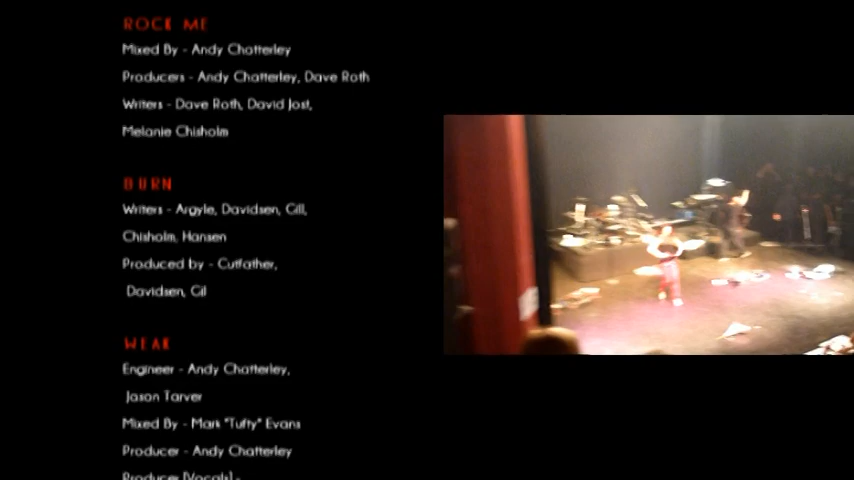 ROCK ME
Mixed By - Andy Chatterley
Producers - Andy Chatterley, Dave Roth
Writers - Dave Roth, David Jost,
Melanie Chisholm
BURN
Writers - Argyle, Davidsen, Gill,
Chisholm, Hansen
Produced by - Cutfather,
Davidsen, Gil
WEAK
Engineer - Andy Chatterley,
Jason Tarver
Mixed By - Mark "Tufty" Evans
Producer - Andy Chatterley
Producer [Vocals] -